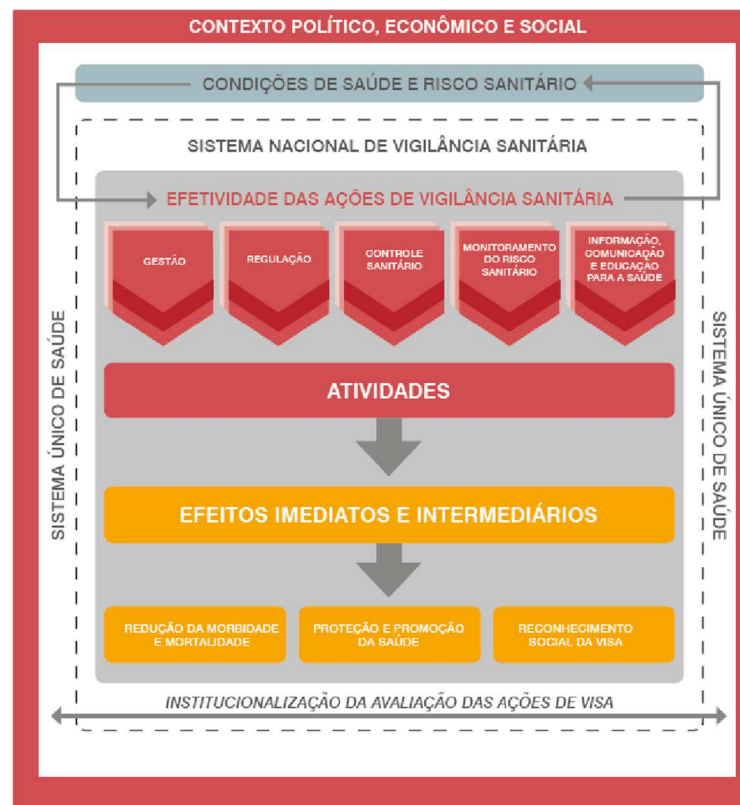 CONTEXTO POLÍTICO, ECONÔMICO E SOCIAL
CONDIÇÕES DE SAÚDE E RISCO SANITÁRIO
SISTEMA NACIONAL DE VIGILÂNCIA SANITÁRIA
EFETIVIDADE DAS AÇÕES DE VIGILÂNCIA SANITÁRIA
GESTÃO
REGULAÇÃO
CONTROLE
SANITÁRIO
MONITORAMENTO
DO RISCO
SANITÁRIO
INFORMAÇÃO,
COMUNICAÇÃO
E EDUCAÇÃO
PARA A SAÚDE
SISTEMA ÚNICO DE SAÚDE
SISTEMA ÚNICO DE SAÚDE
ATIVIDADES
EFEITOS IMEDIATOS E INTERMEDIÁRIOS
REDUÇÃO DA MORBIDADE
E MORTALIDADE
PROTEÇÃO E PROMOÇÃO
DA SAÚDE
RECONHECIMENTO
SOCIAL DA VISA
INSTITUCIONALIZAÇÃO DA AVALIAÇÃO DAS AÇÕES DE VISA